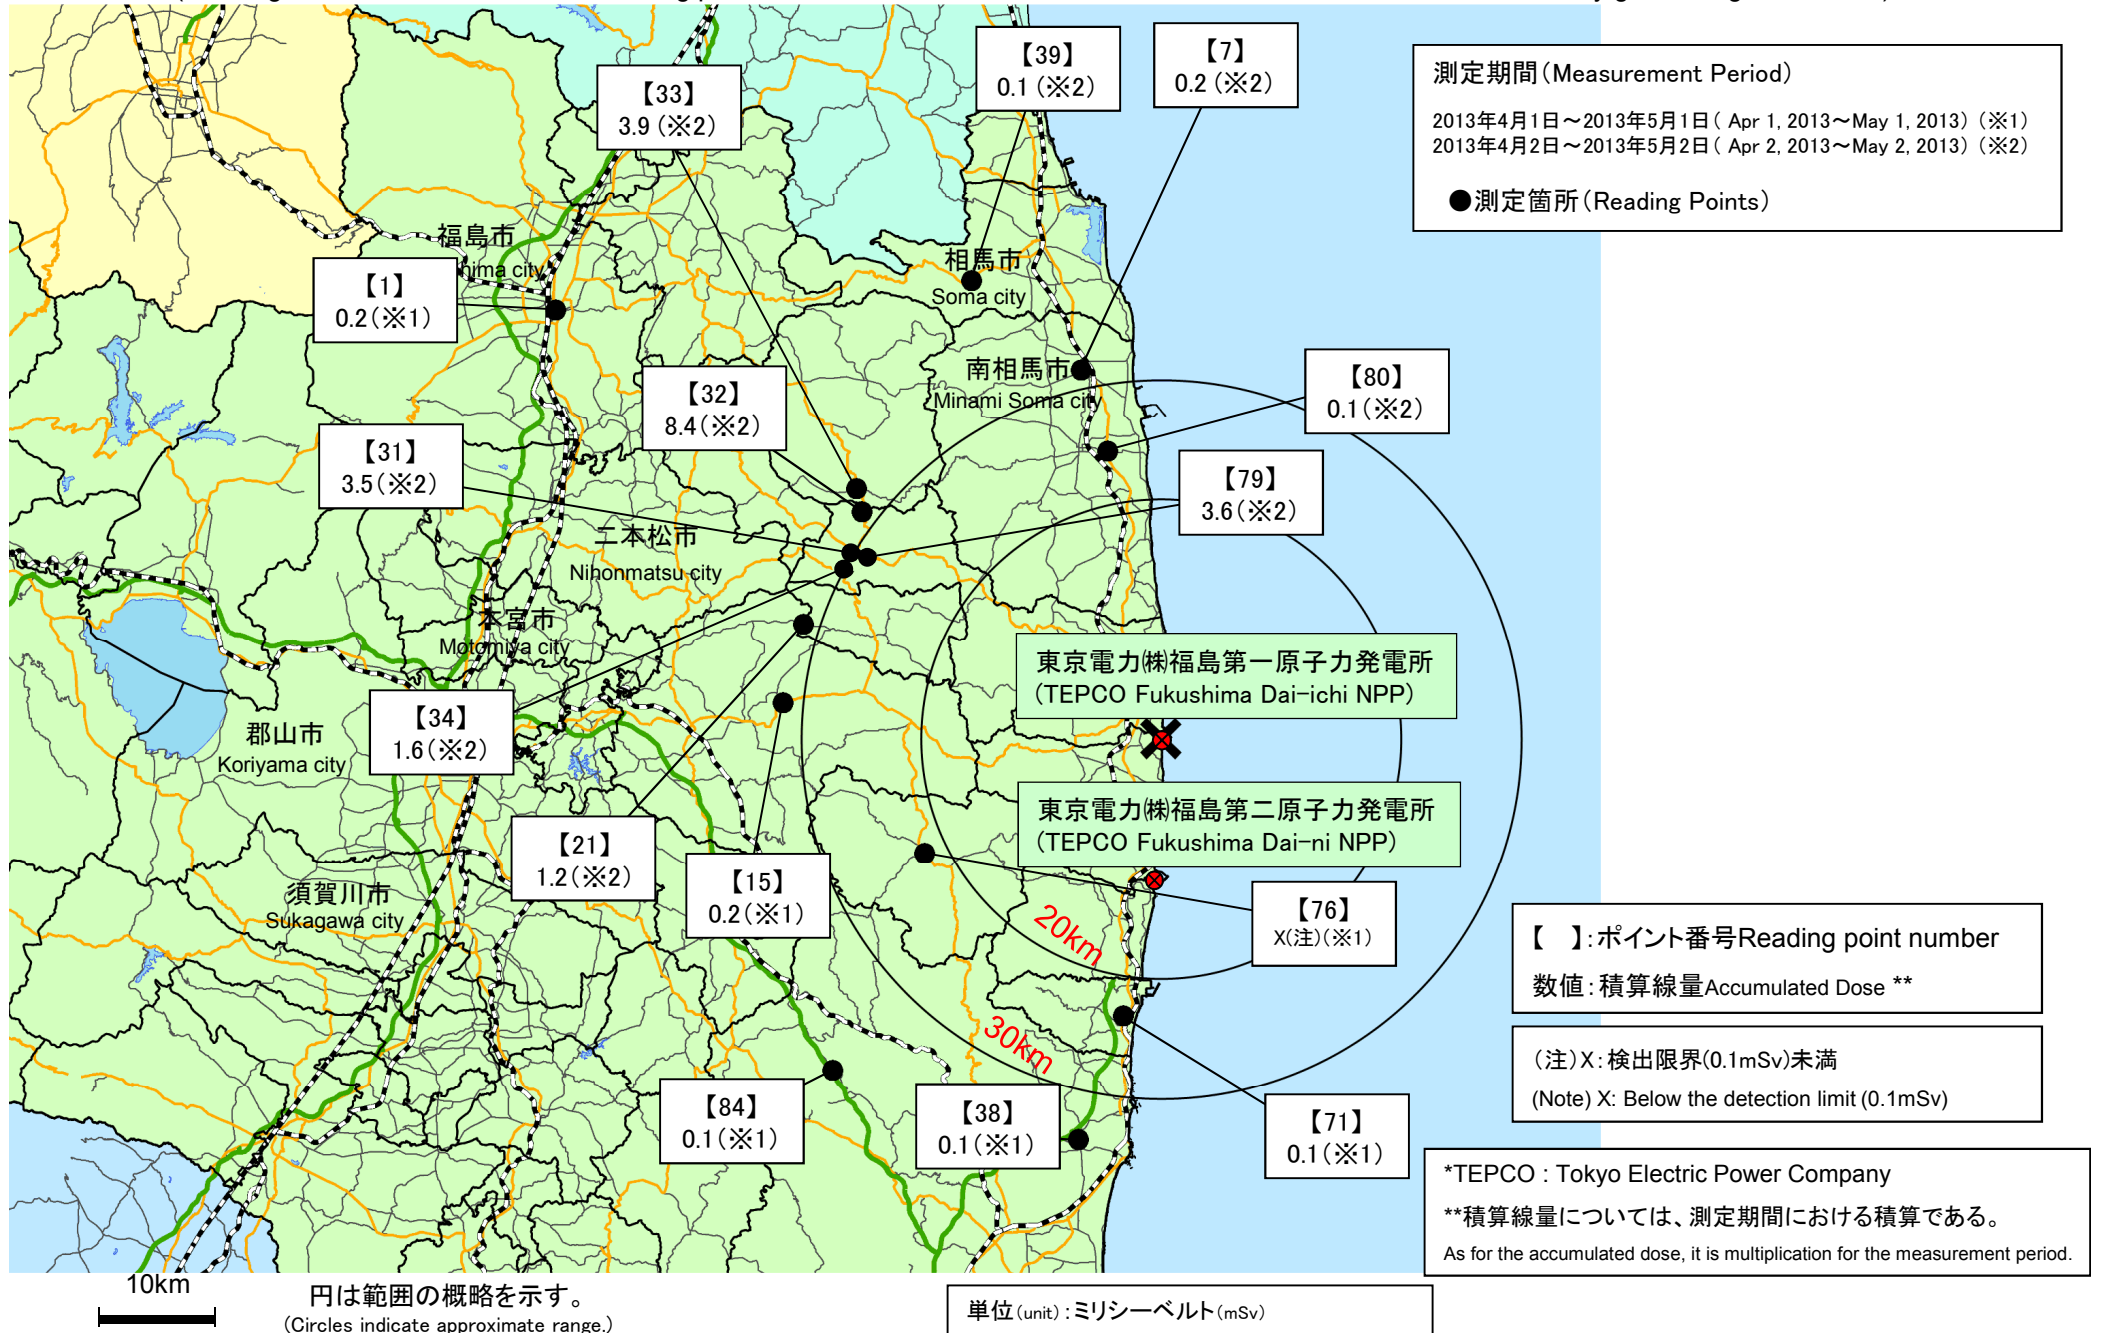 【39】
0.1(※2)
【7】
0.2(※2)
【33】
3.9(※2)
測定期間(Measurement Period)
2013年4月1日～2013年5月1日( Apr 1, 2013～May 1, 2013) (※1)
2013年4月2日～2013年5月2日( Apr 2, 2013～May 2, 2013) (※2)
●測定箇所(Reading Points)
福島市
hima city
【1】
0.2(※1)
相馬市
Soma city
南相馬市
Minami Soma city
【80】
0.1(※2)
【32】
8.4(※2)
【31】
3.5(※2)
【79】
3.6(※2)
二本松市
Nihonmatsu city
本宮市
Motomiya city
東京電力㈱福島第一原子力発電所
(TEPCO Fukushima Dai-ichi NPP)
【34】
1.6(※2)
郡山市
Koriyama city
東京電力㈱福島第二原子力発電所
(TEPCO Fukushima Dai-ni NPP)
【21】
1.2(※2)
【15】
0.2(※1)
須賀川市
Sukagawa city
【76】
X(注)(※1)
20km
30km
【 】:ポイント番号Reading point number
数値:積算線量Accumulated Dose **
(注)X:検出限界(0.1mSv)未満
(Note) X: Below the detection limit (0.1mSv)
【84】
0.1(※1)
【38】
0.1(※1)
【71】
0.1(※1)
*TEPCO : Tokyo Electric Power Company
**積算線量については、測定期間における積算である。
As for the accumulated dose, it is multiplication for the measurement period.
10km
円は範囲の概略を示す。
(Circles indicate approximate range.)
単位(unit):ミリシーベルト(mSv)